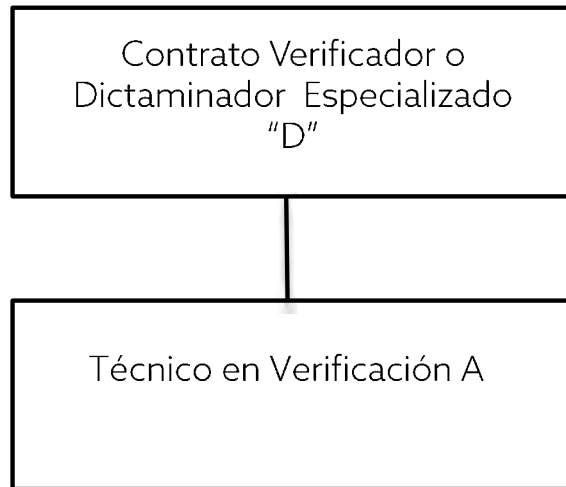 Contrato Verificador o
Dictaminador Especializado
“D”
Técnico en Verificación A